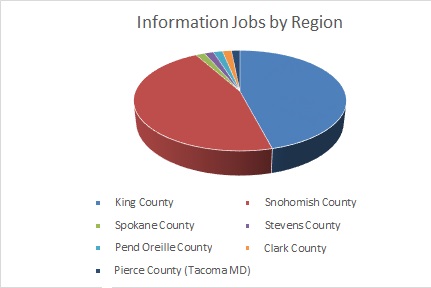 Information Jobs by Region
King County
Snohomish County
Spokane County
Stevens County
Pend Oreille County
Clark County
Pierce County (Tacoma MD)